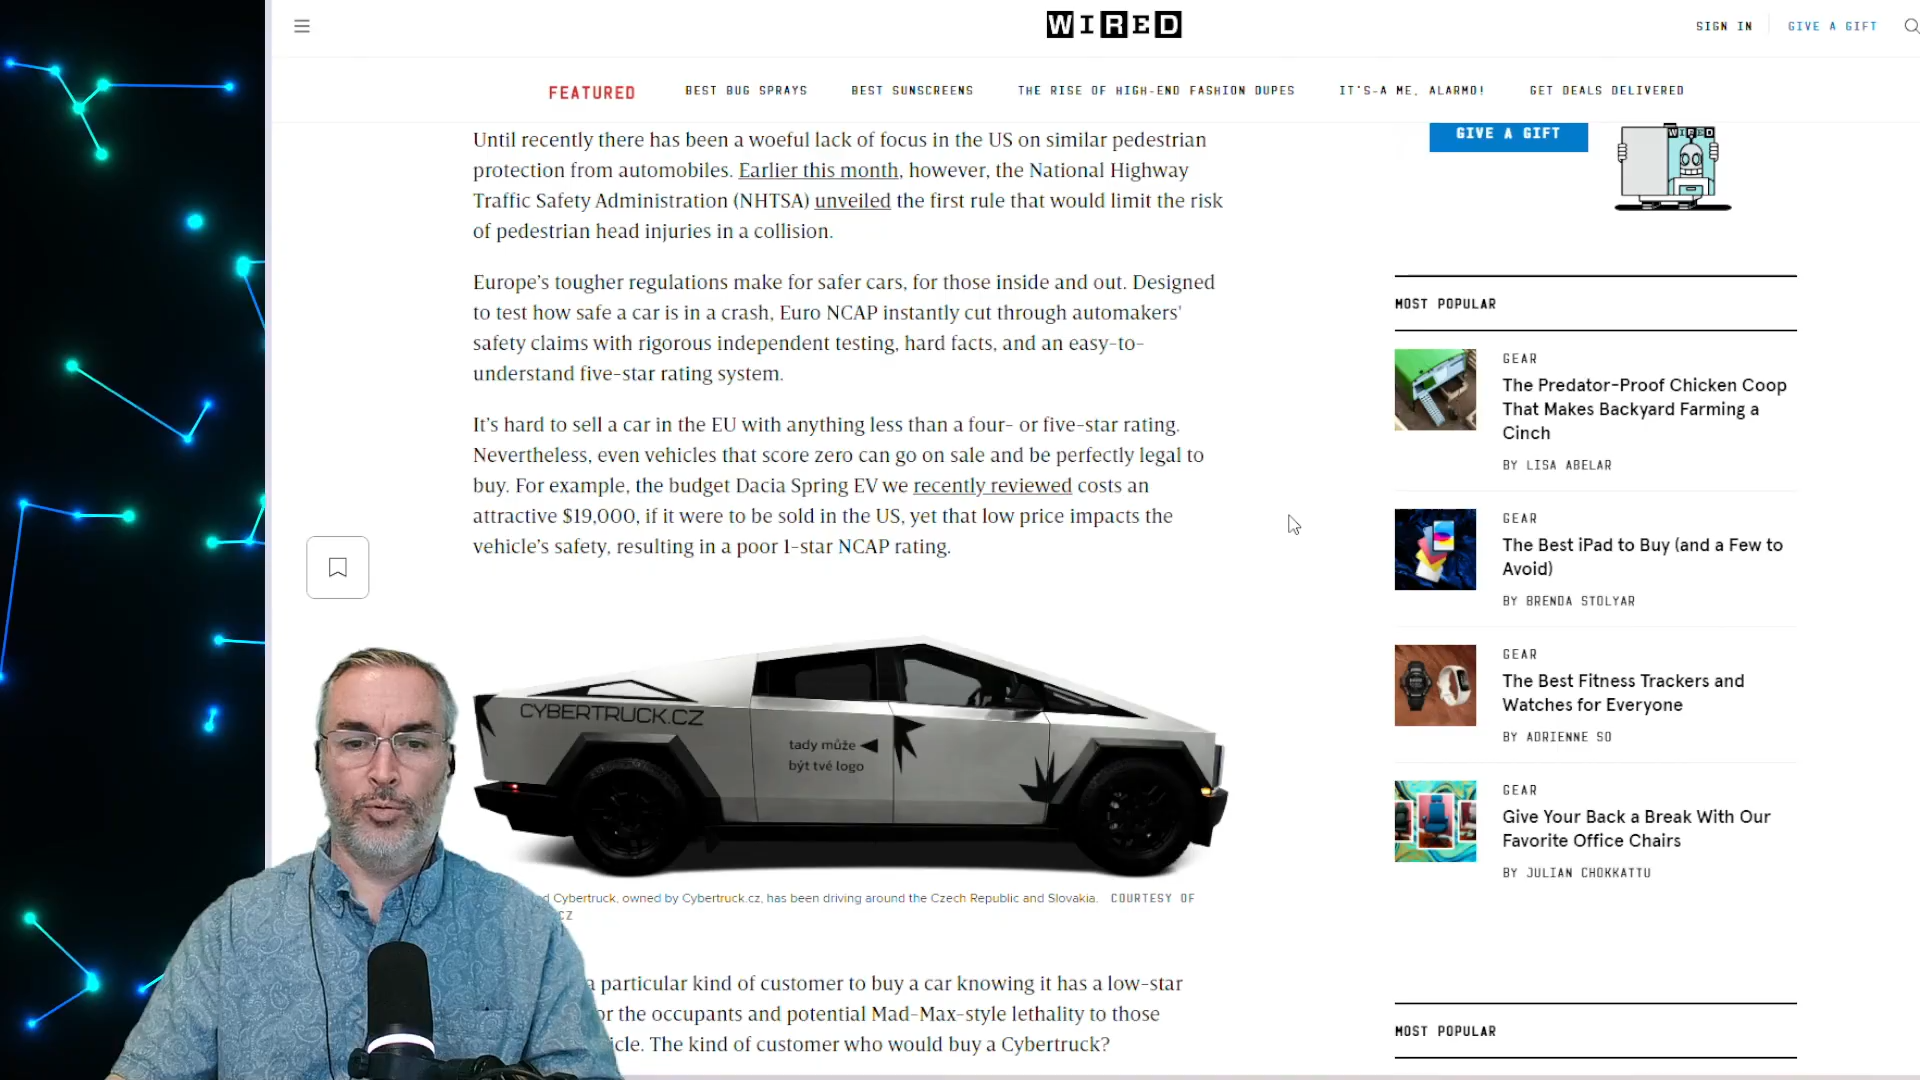 WIRED
SIGN IN
GIVE A GIFT
FEATURED
BEST BUG SPRAYS
BEST SUNSCREENS
THE RISE OF HIGH-END FASHION DUPES
IT'S-A ME, ALARMO!
GET DEALS DELIVERED
Until recently there has been a woeful lack of focus in the US on similar pedestrian
protection from automobiles. Earlier this month, however, the National Highway
Traffic Safety Administration (NHTSA) unveiled the first rule that would limit the risk
of pedestrian head injuries in a collision.
Europe’s tougher regulations make for safer cars, for those inside and out. Designed
to test how safe a car is in a crash, Euro NCAP instantly cut through automakers'
safety claims with rigorous independent testing, hard facts, and an easy-to-
understand five-star rating system.
It’s hard to sell a car in the EU with anything less than a four- or five-star rating.
Nevertheless, even vehicles that score zero can go on sale and be perfectly legal to
buy. For example, the budget Dacia Spring EV we recently reviewed costs an
attractive $19,000, if it were to be sold in the US, yet that low price impacts the
vehicle’s safety, resulting in a poor 1-star NCAP rating.
CYBERTRUCK.CZ
tady může
být tvé logo
d Cybertruck, owned by Cybertruck.cz, has been driving around the Czech Republic and Slovakia. COURTESY OF
CZ
a particular kind of customer to buy a car knowing it has a low-star
or the occupants and potential Mad-Max-style lethality to those
icle. The kind of customer who would buy a Cybertruck?
GIVE A GIFT
WIRED
MOST POPULAR
GEAR
The Predator-Proof Chicken Coop
That Makes Backyard Farming a
Cinch
BY LISA ABELAR
GEAR
The Best iPad to Buy (and a Few to
Avoid)
BY BRENDA STOLYAR
GEAR
The Best Fitness Trackers and
Watches for Everyone
BY ADRIENNE SO
GEAR
Give Your Back a Break With Our
Favorite Office Chairs
BY JULIAN CHOKKATTU
MOST POPULAR